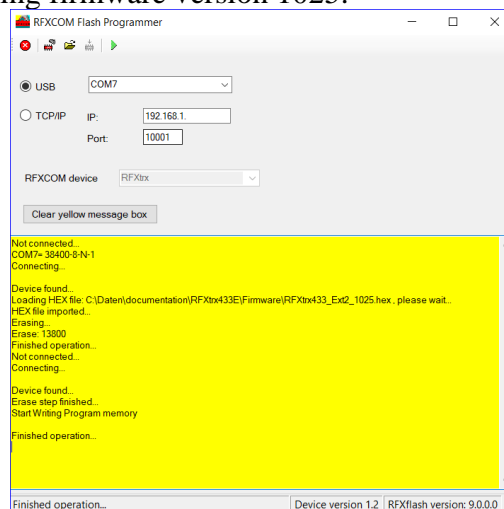 ng firmware version 1025.
RFXCOM Flash Programmer
USB COM7
TCP/IP IP: 192.168.1.
Port: 10001
RFXCOM device RFXtrx
Clear yellow message box
Not connected...
COM7= 38400-8-N-1
Connecting...
Device found...
Loading HEX file: C:\Daten\documentation\RFXtrx433E\Firmware\RFXtrx433_Ext2_1025.hex , please wait...
HEX file imported...
Erasing...
Erase: 13800
Finished operation...
Not connected...
Connecting...
Device found...
Erase step finished...
Start Writing Program memory
Finished operation...
Finished operation... Device version 1.2 RFXflash version: 9.0.0.0